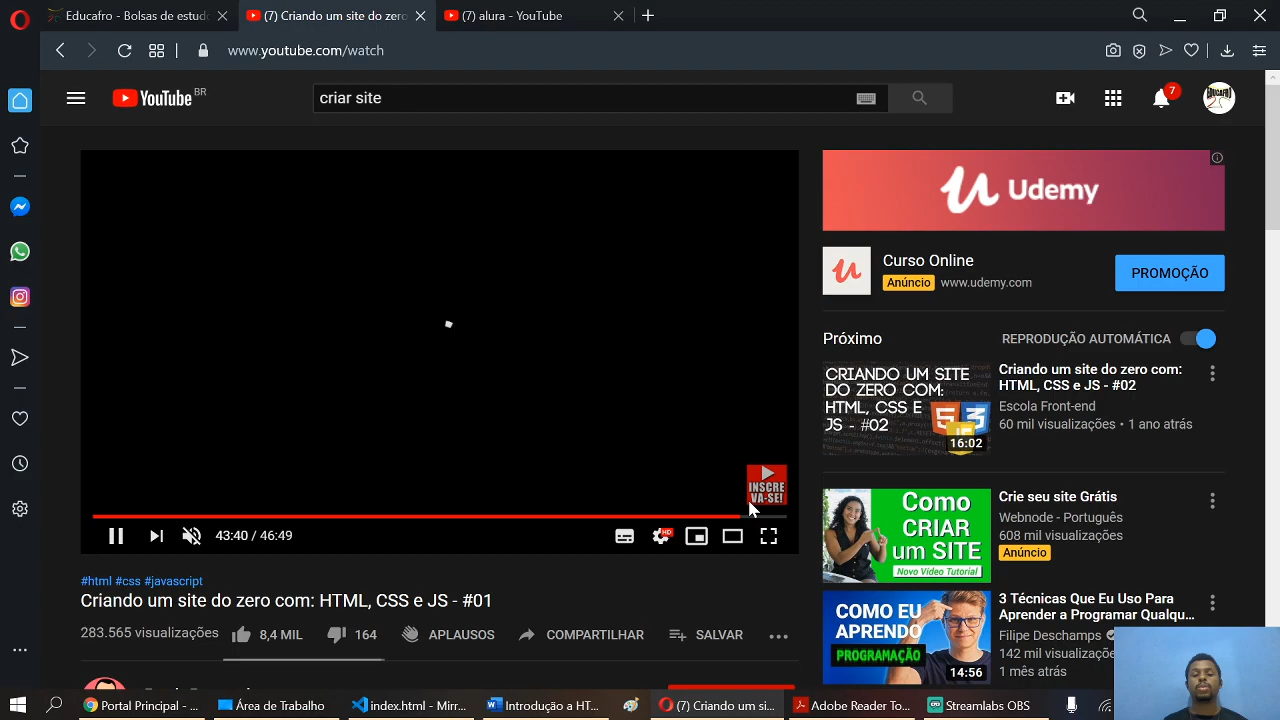 Educafro - Bolsas de estud
(7) Criando um site do zero
(7) alura - YouTube
www.youtube.com/watch
YouTube BR
criar site
7
EDUCAFRO
Udemy
Curso Online
Anúncio www.udemy.com
PROMOÇÃO
Próximo
REPRODUÇÃO AUTOMÁTICA
CRIANDO UM SITE
DO ZERO COM:
HTML, CSS E
JS - #02
5 3
16:02
Criando um site do zero com:
HTML, CSS e JS - #02
Escola Front-end
60 mil visualizações • 1 ano atrás
Como
CRIAR
um SITE
Novo Vídeo Tutorial
Crie seu site Grátis
Webnode - Português
608 mil visualizações
Anúncio
COMO EU
APRENDO
PROGRAMAÇÃO
14:56
3 Técnicas Que Eu Uso Para
Aprender a Programar Qualqu...
Filipe Deschamps
142 mil visualizaçõe
1 mês atrás
INSCRE
VA-SE!
43:40 / 46:49
HD
#html #css #javascript
Criando um site do zero com: HTML, CSS e JS - #01
283.565 visualizações
8,4 MIL
164
APLAUSOS
COMPARTILHAR
SALVAR
Portal Principal - ...
Área de Trabalho
index.html - Mirr...
Introdução a HT...
(7) Criando um si...
Adobe Reader To...
Streamlabs OBS